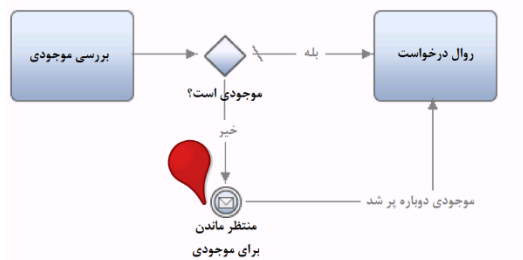 بررسی موجودی
بله
روال درخواست
موجودی است؟
خیر
موجودی دوباره پر شد
منتظر ماندن
برای موجودی